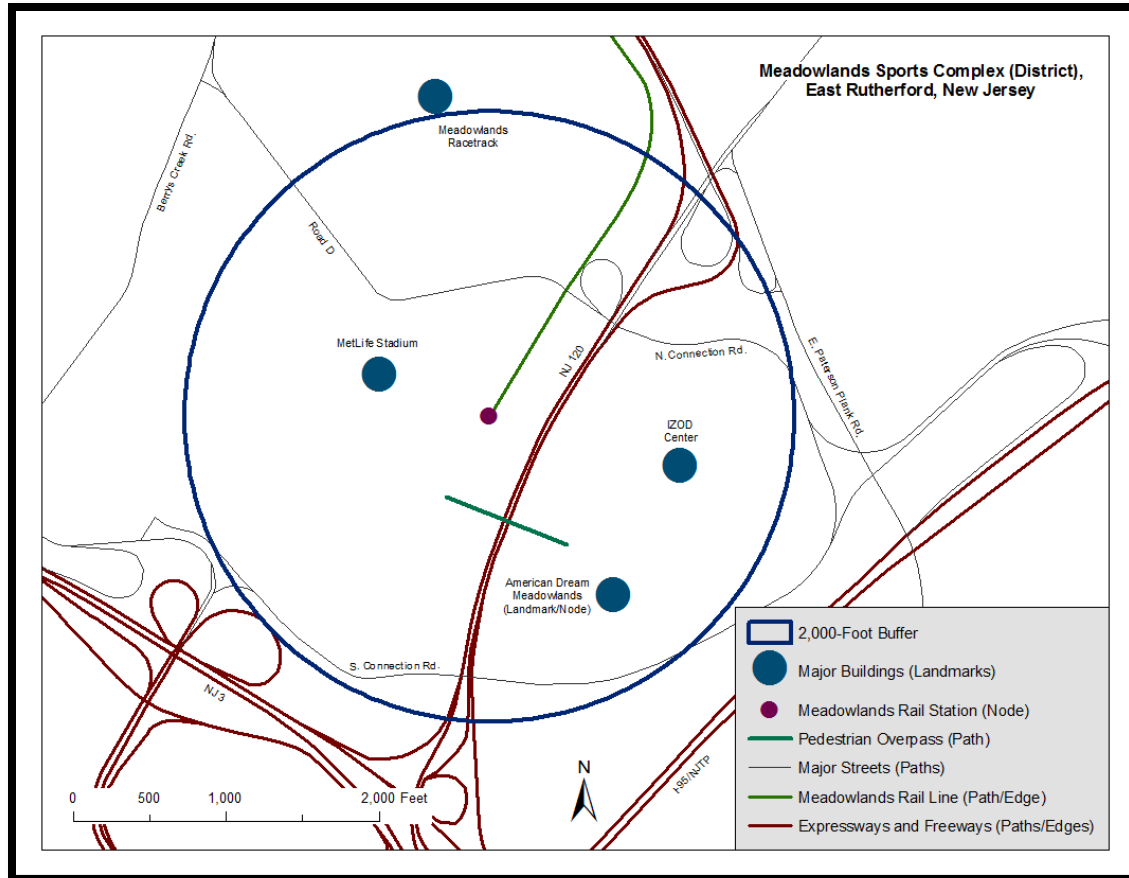 Meadowlands Sports Complex (District),
East Rutherford, New Jersey
Meadowlands
Racetrack
Berrys Creek Rd.
Road D
MetLife Stadium
NJ 120
N. Connection Rd.
E. Paterson Plank Rd.
IZOD
Center
American Dream
Meadowlands
(Landmark/Node)
S. Connection Rd.
NJ 3
I-95/NJTP
N
0 500 1,000 2,000 Feet
2,000-Foot Buffer
Major Buildings (Landmarks)
Meadowlands Rail Station (Node)
Pedestrian Overpass (Path)
Major Streets (Paths)
Meadowlands Rail Line (Path/Edge)
Expressways and Freeways (Paths/Edges)